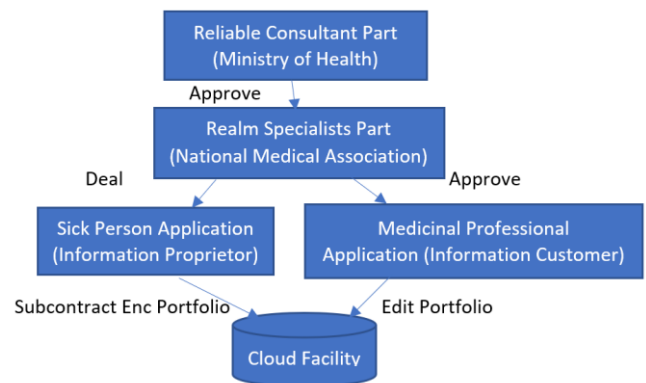 Reliable Consultant Part
(Ministry of Health)
Approve
Realm Specialists Part
(National Medical Association)
Deal
Approve
Sick Person Application
(Information Proprietor)
Medicinal Professional
Application (Information Customer)
Subcontract Enc Portfolio
Edit Portfolio
Cloud Facility